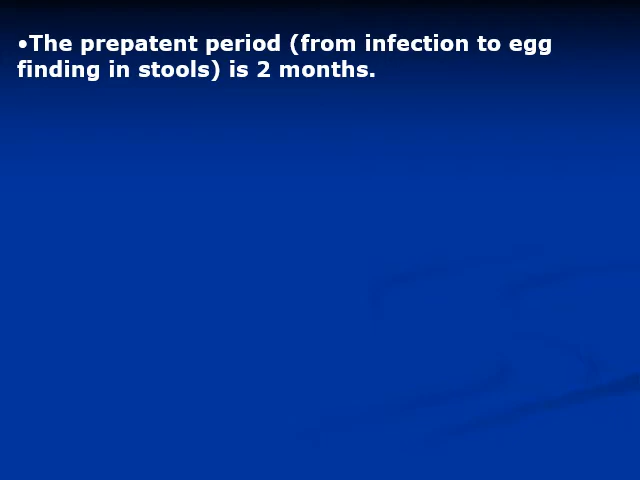 •The prepatent period (from infection to egg
finding in stools) is 2 months.